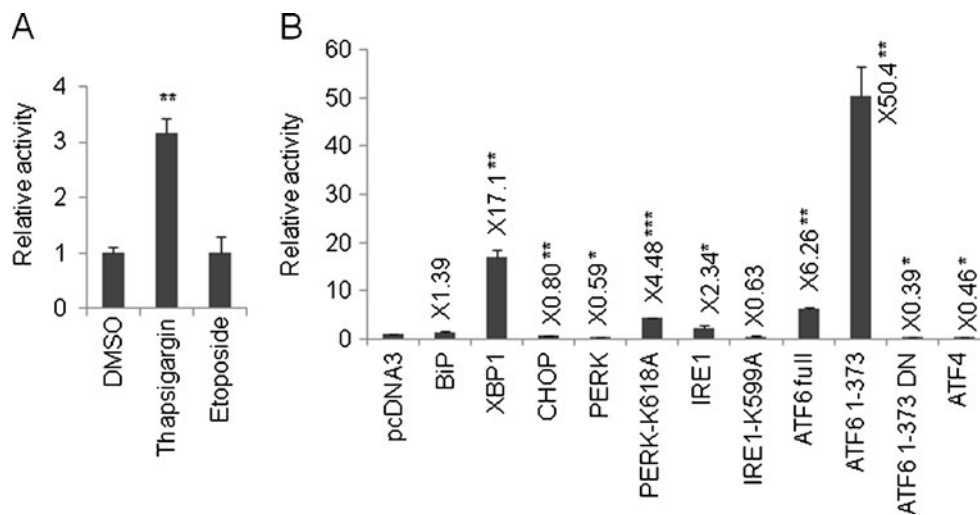 A
Relative activity
4
3
2
1
0
**
DMSO
Thapsigargin
Etoposide
B
Relative activity
60
50
40
30
20
10
0
X1.39
X17.1**
X0.80**
X0.59*
X4.48***
X2.34*
X0.63
X6.26**
X50.4**
X0.39*
X0.46*
pcDNA3
BiP
XBP1
CHOP
PERK
PERK-K618A
IRE1
IRE1-K599A
ATF6 full
ATF6 1-373
ATF6 1-373 DN
ATF4